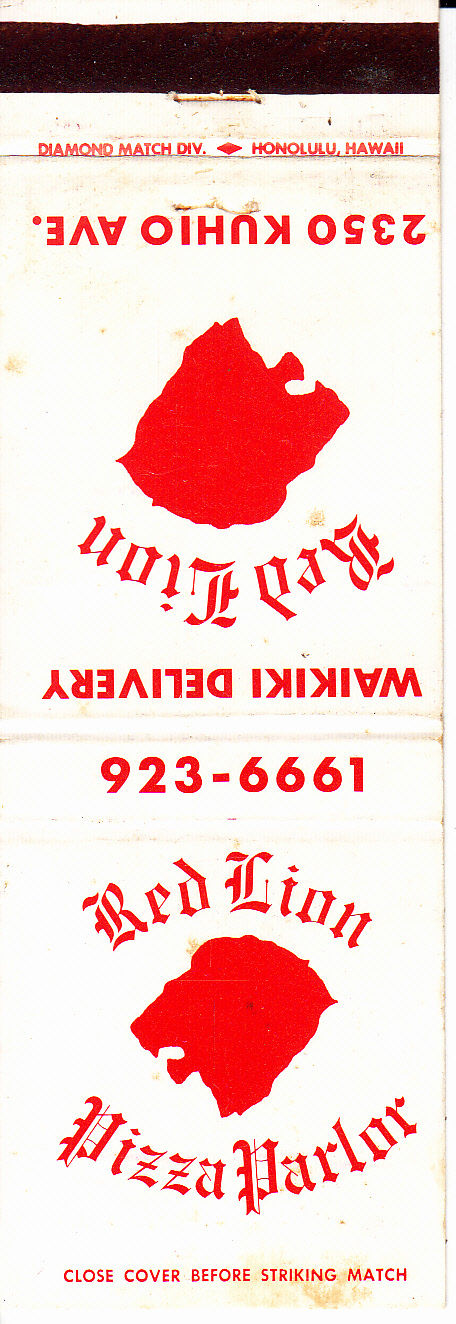 DIAMOND MATCH DIV. ◆ HONOLULU, HAWAII
2350 KUHIO AVE.
Red Lion
WAIKIKI DELIVERY
923-6661
Red Lion
Pizza Parlor
CLOSE COVER BEFORE STRIKING MATCH